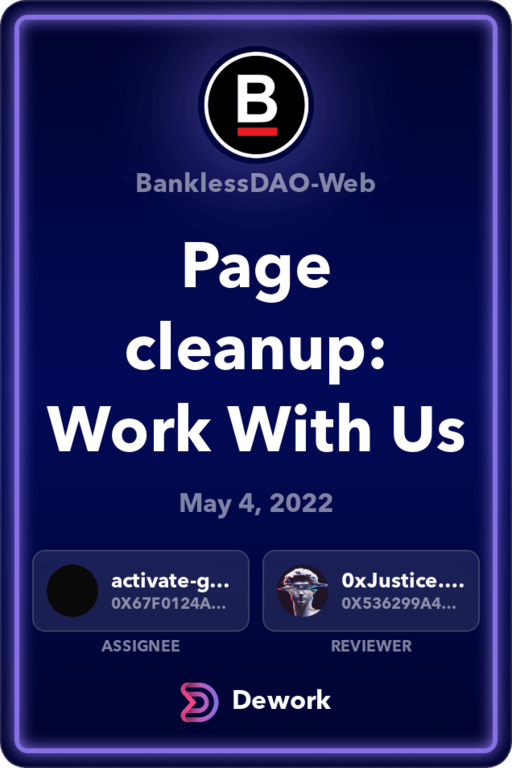 B
BanklessDAO-Web
Page
cleanup:
Work With Us
May 4, 2022
activate-g...
0X67F0124A...
0xJustice....
0X536299A4...
ASSIGNEE
REVIEWER
Dework